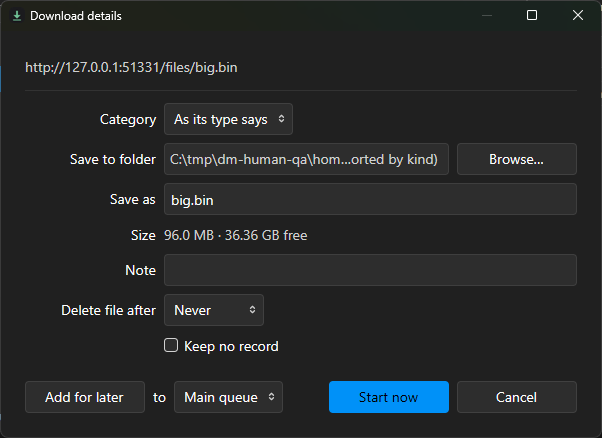 Download details
http://127.0.0.1:51331/files/big.bin
Category As its type says
Save to folder C:\tmp\dm-human-qa\hom...orted by kind) Browse...
Save as big.bin
Size 96.0 MB · 36.36 GB free
Note
Delete file after Never
Keep no record
Add for later to Main queue Start now Cancel